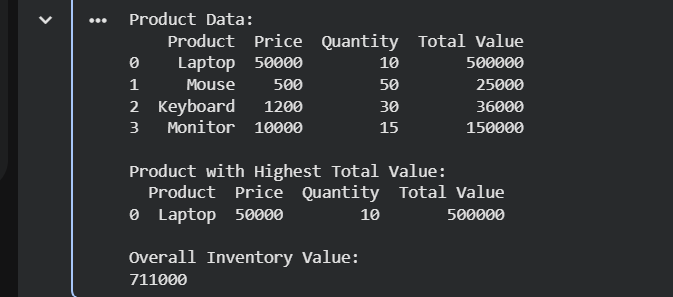 Product Data:
Product Price Quantity Total Value
0 Laptop 50000 10 500000
1 Mouse 500 50 25000
2 Keyboard 1200 30 36000
3 Monitor 10000 15 150000
Product with Highest Total Value:
Product Price Quantity Total Value
0 Laptop 50000 10 500000
Overall Inventory Value:
711000